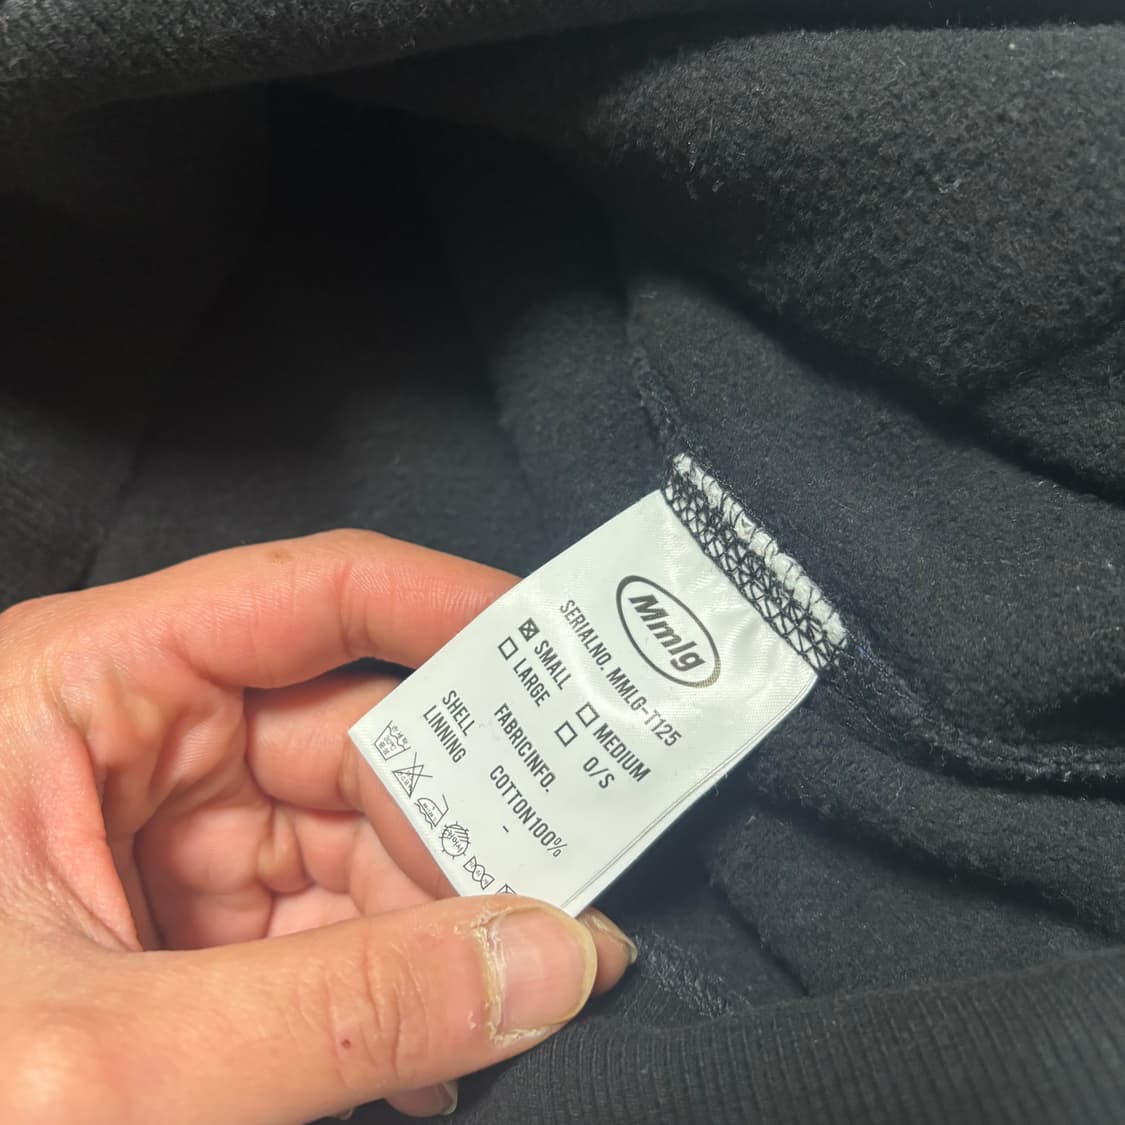 Mmlg
SERIALNO. MMLG-T125
☒ SMALL ☐ MEDIUM
☐ LARGE ☐ O/S
FABRICINFO.
SHELL COTTON100%
LINNING -